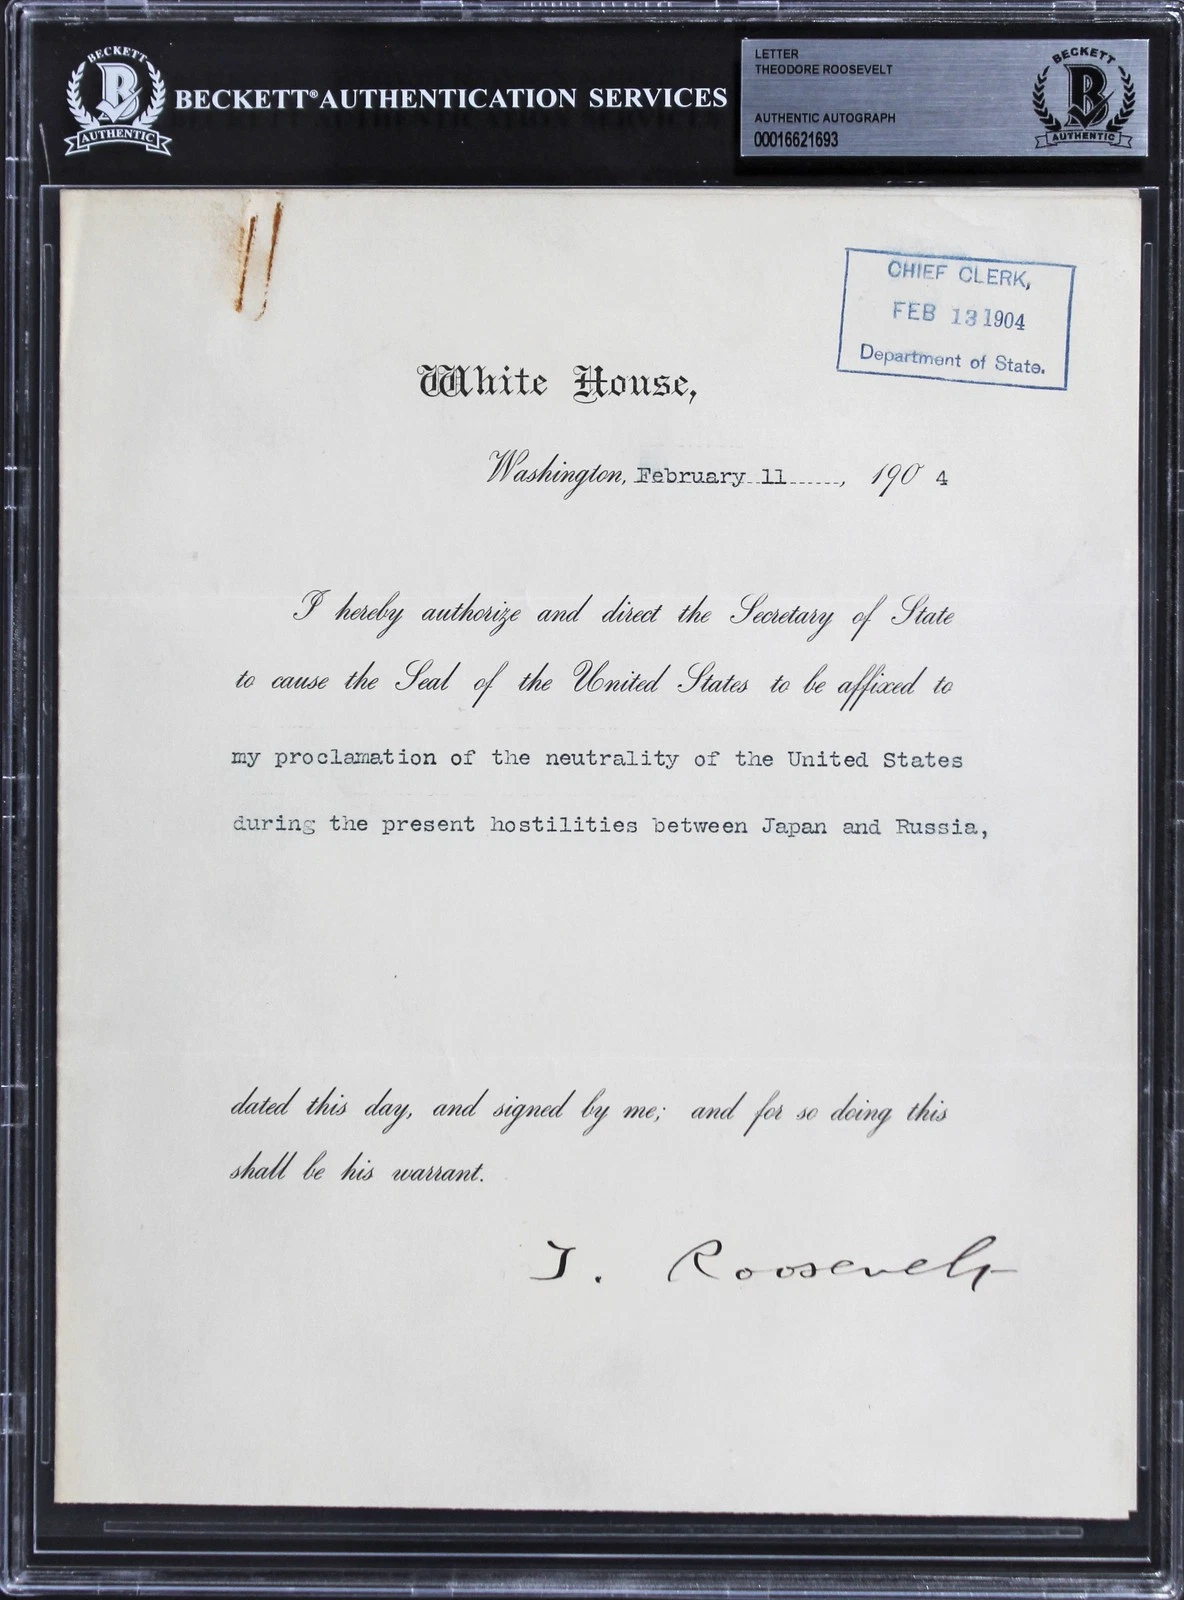 BECKETT
B
AUTHENTIC
BECKETT® AUTHENTICATION SERVICES
LETTER
THEODORE ROOSEVELT
AUTHENTIC AUTOGRAPH
00016621693
BECKETT
B
AUTHENTIC
CHIEF CLERK,
FEB 13 1904
Department of State.
White House,
Washington, February 11, 1904
I hereby authorize and direct the Secretary of State
to cause the Seal of the United States to be affixed to
my proclamation of the neutrality of the United States
during the present hostilities between Japan and Russia,
dated this day, and signed by me; and for so doing this
shall be his warrant.
T. Roosevelt